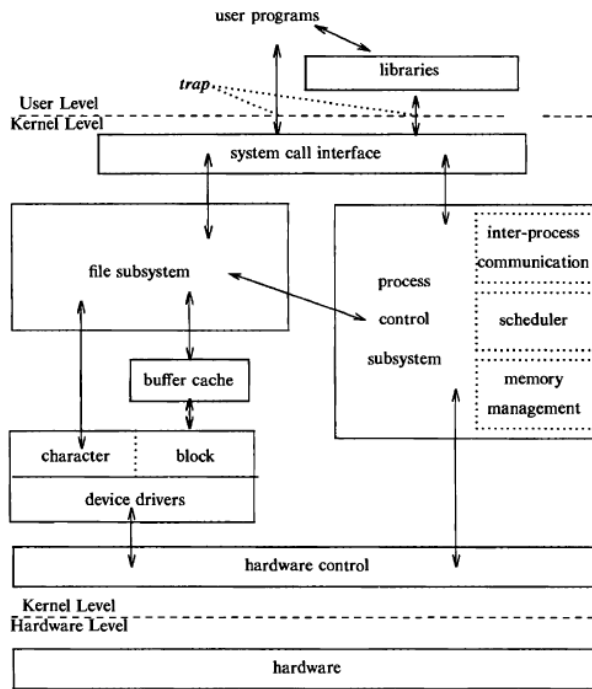 user programs
libraries
trap
User Level
Kernel Level
system call interface
inter-process
communication
file subsystem
process
control
subsystem
scheduler
memory
management
buffer cache
character
block
device drivers
hardware control
Kernel Level
Hardware Level
hardware